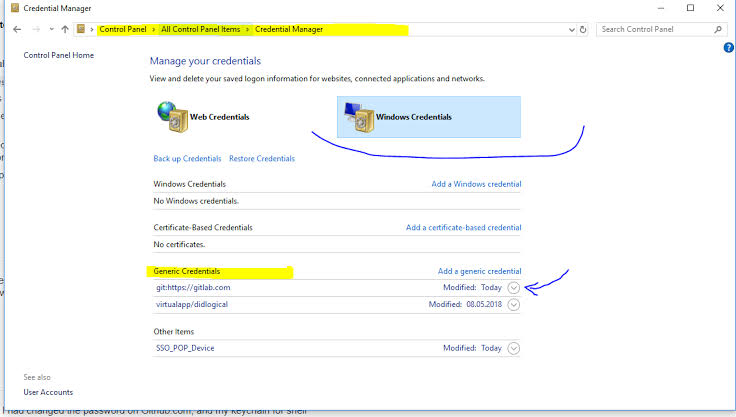 Credential Manager
Control Panel > All Control Panel Items > Credential Manager
Search Control Panel
Control Panel Home
Manage your credentials
View and delete your saved logon information for websites, connected applications and networks.
Web Credentials
Windows Credentials
Back up Credentials Restore Credentials
Windows Credentials Add a Windows credential
No Windows credentials.
Certificate-Based Credentials Add a certificate-based credential
No certificates.
Generic Credentials Add a generic credential
git:https://gitlab.com Modified: Today
virtualapp/didlogical Modified: 08.05.2018
Other Items
SSO_POP_Device Modified: Today
See also
User Accounts
I had changed the password on Github.com, and my keychain for shell